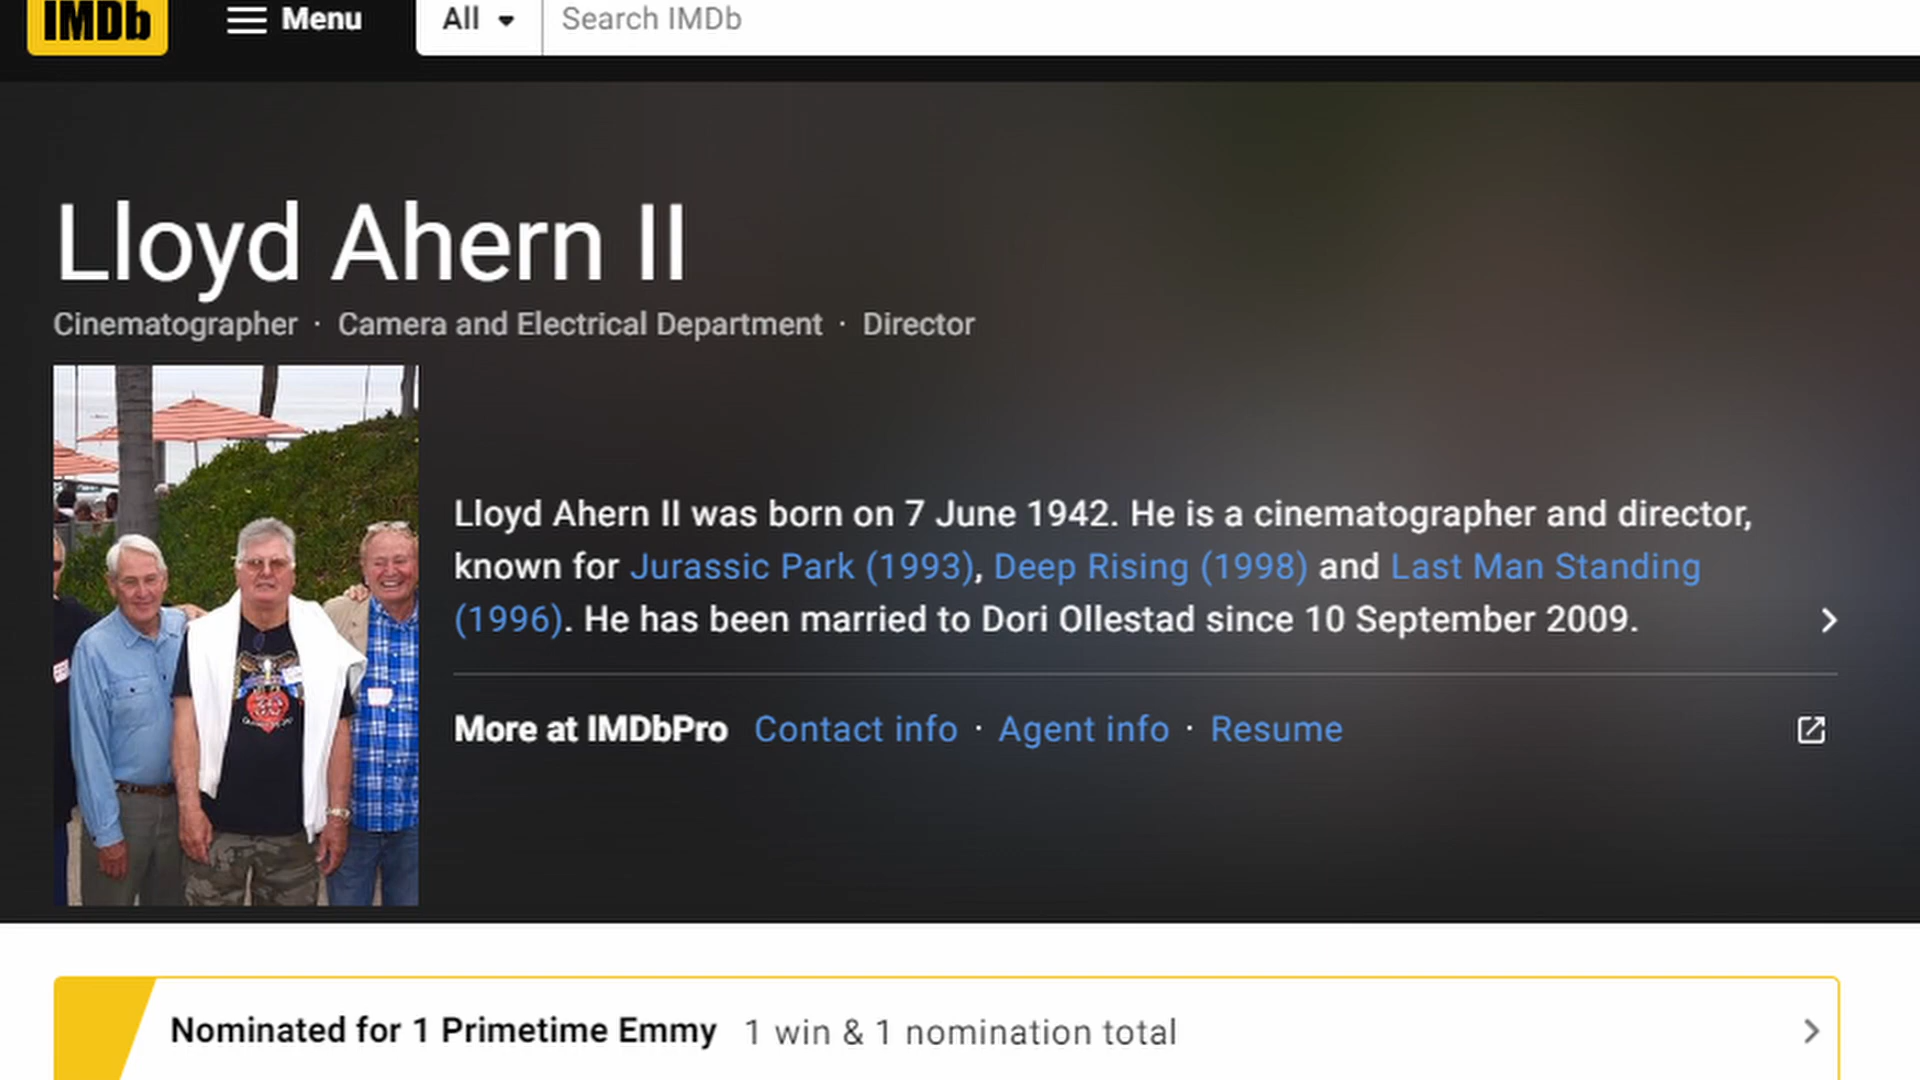 IMDb Menu All Search IMDb
Lloyd Ahern II
Cinematographer · Camera and Electrical Department · Director
Lloyd Ahern II was born on 7 June 1942. He is a cinematographer and director,
known for Jurassic Park (1993), Deep Rising (1998) and Last Man Standing
(1996). He has been married to Dori Ollestad since 10 September 2009.
More at IMDbPro Contact info · Agent info · Resume
Nominated for 1 Primetime Emmy 1 win & 1 nomination total